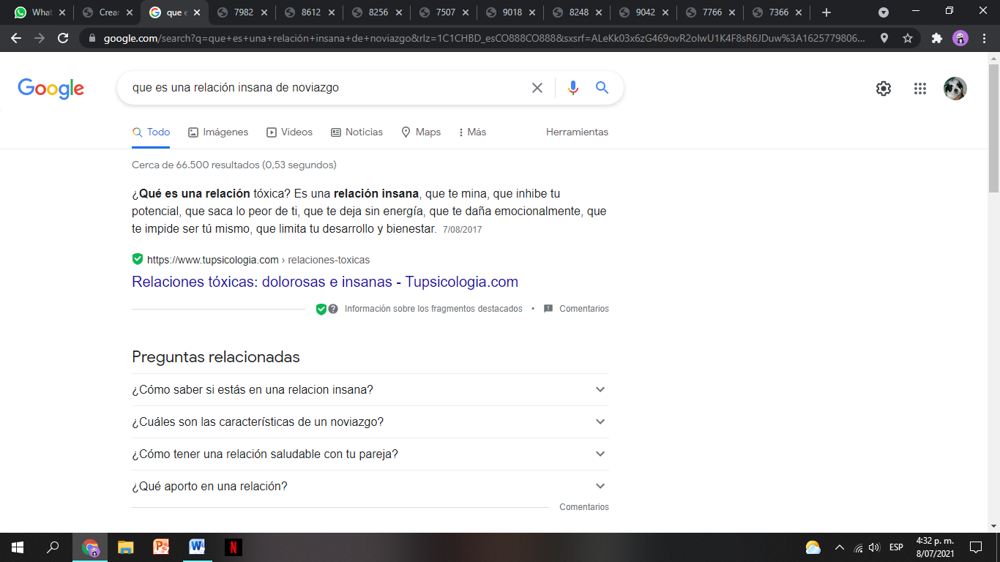 What
Crear
que e
7982
8612
8256
7507
9018
8248
9042
7766
7366
google.com/search?q=que+es+una+relación+insana+de+noviazgo&rlz=1C1CHBD_esCO888CO888&sxsrf=ALeKk03x6zG469ovR2oIwU1K4F8sR6JDuw%3A1625779806...
Google
que es una relación insana de noviazgo
Todo
Imágenes
Vídeos
Noticias
Maps
Más
Herramientas
Cerca de 66.500 resultados (0,53 segundos)
¿Qué es una relación tóxica? Es una relación insana, que te mina, que inhibe tu
potencial, que saca lo peor de ti, que te deja sin energía, que te daña emocionalmente, que
te impide ser tú mismo, que limita tu desarrollo y bienestar. 7/08/2017
https://www.tupsicologia.com › relaciones-toxicas
Relaciones tóxicas: dolorosas e insanas - Tupsicologia.com
Información sobre los fragmentos destacados • Comentarios
Preguntas relacionadas
¿Cómo saber si estás en una relacion insana?
¿Cuáles son las características de un noviazgo?
¿Cómo tener una relación saludable con tu pareja?
¿Qué aporto en una relación?
Comentarios
ESP
4:32 p. m.
8/07/2021